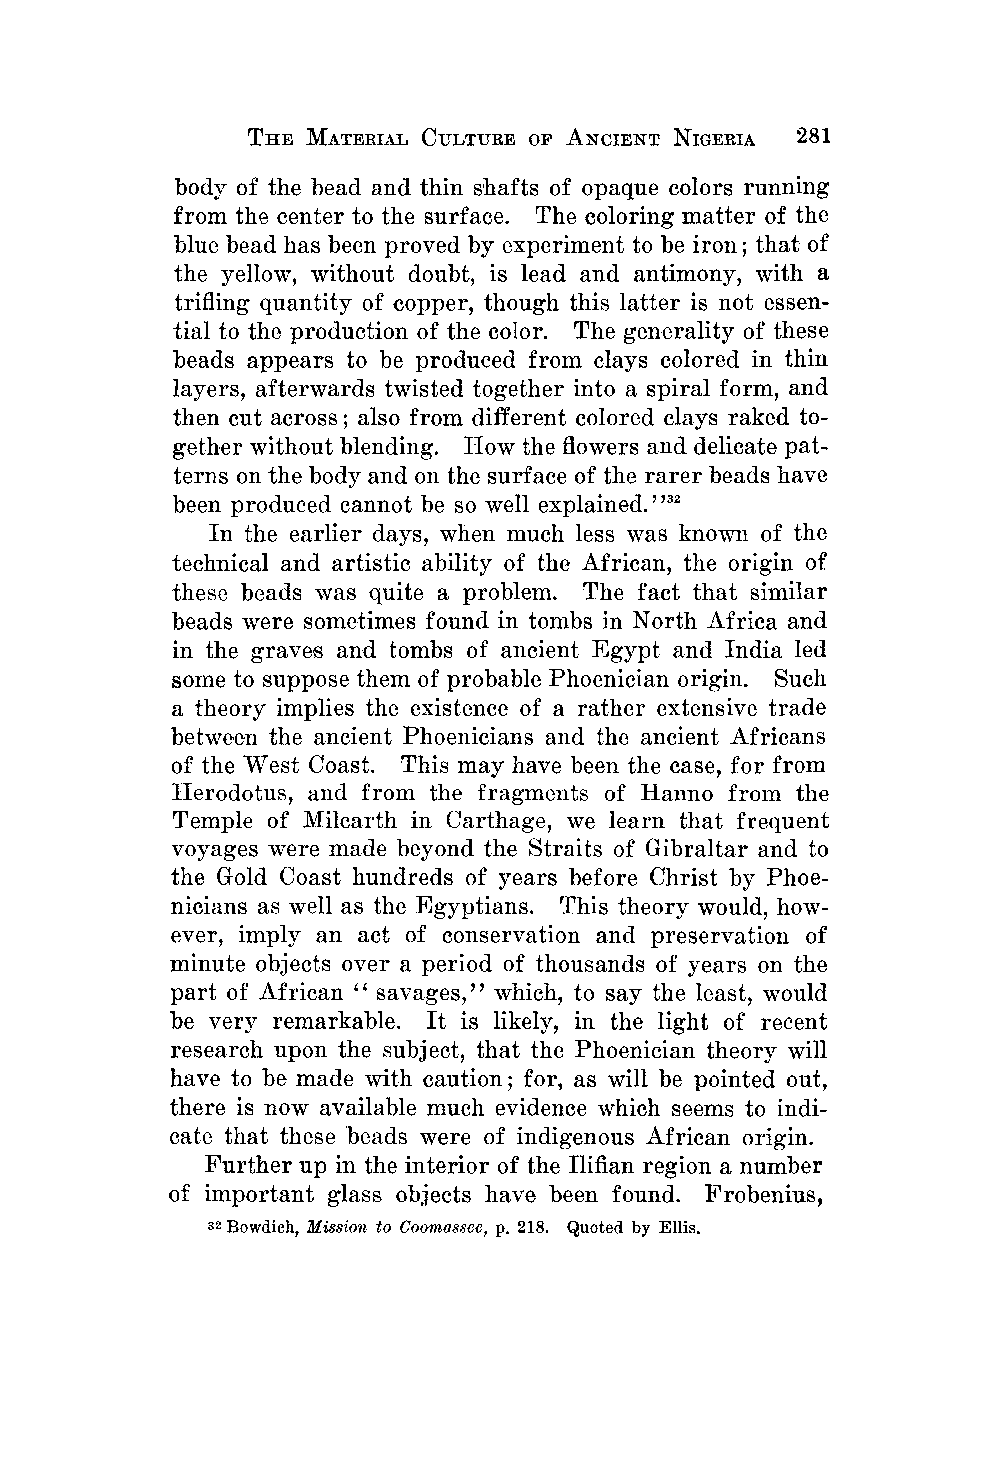 THE MATERIAL CULTURE OF ANCIENT NIGERIA 281
body of the bead and thin shafts of opaque colors running
from the center to the surface. The coloring matter of the
blue bead has been proved by experiment to be iron; that of
the yellow, without doubt, is lead and antimony, with a
trifling quantity of copper, though this latter is not essen-
tial to the production of the color. The generality of these
beads appears to be produced from clays colored in thin
layers, afterwards twisted together into a spiral form, and
then cut across; also from different colored clays raked to-
gether without blending. How the flowers and delicate pat-
terns on the body and on the surface of the rarer beads have
been produced cannot be so well explained.''32
In the earlier days, when much less was known of the
technical and artistic ability of the African, the origin of
these beads was quite a problem. The fact that similar
beads were sometimes found in tombs in North Africa and
in the graves and tombs of ancient Egypt and India led
some to suppose them of probable Phoenician origin. Such
a theory implies the existence of a rather extensive trade
between the ancient Phoenicians and the ancient Africans
of the West Coast. This may have been the case, for from
Herodotus, and from the fragments of Hanno from the
Temple of Milcarth in Carthage, we learn that frequent
voyages were made beyond the Straits of Gibraltar and to
the Gold Coast hundreds of years before Christ by Phoe-
nicians as well as the Egyptians. This theory would, how-
ever, imply an act of conservation and preservation of
minute objects over a period of thousands of years on the
part of African '' savages,'' which, to say the least, would
be very remarkable. It is likely, in the light of recent
research upon the subject, that the Phoenician theory will
have to be made with caution; for, as will be pointed out,
there is now available much evidence which seems to indi-
cate that these beads were of indigenous African origin.
Further up in the interior of the Ilifian region a number
of important glass objects have been found. Frobenius,
32 Bowdich, Mission to Coomassee, p. 218. Quoted by Ellis.